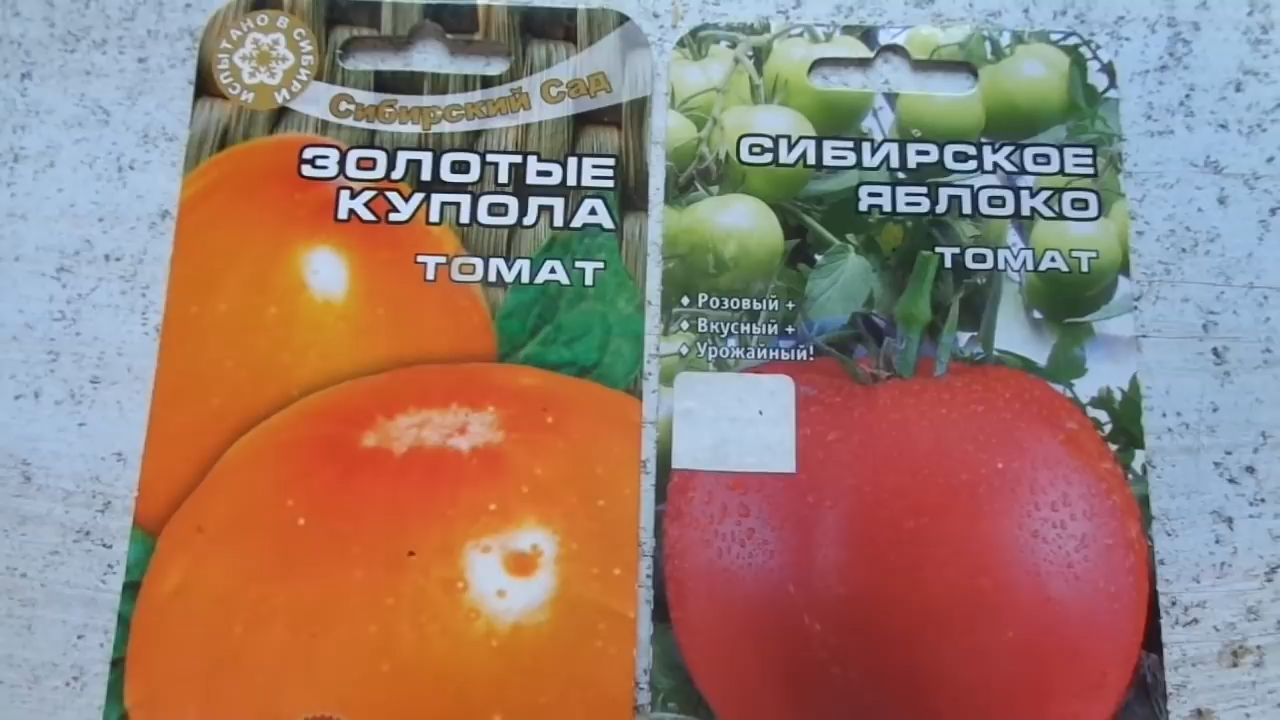 ИСПЫТАНО В СИБИРИ
Сибирский Сад
ЗОЛОТЫЕ
КУПОЛА
ТОМАТ
СИБИРСКОЕ
ЯБЛОКО
ТОМАТ
♦ Розовый +
♦ Вкусный +
♦ Урожайный!